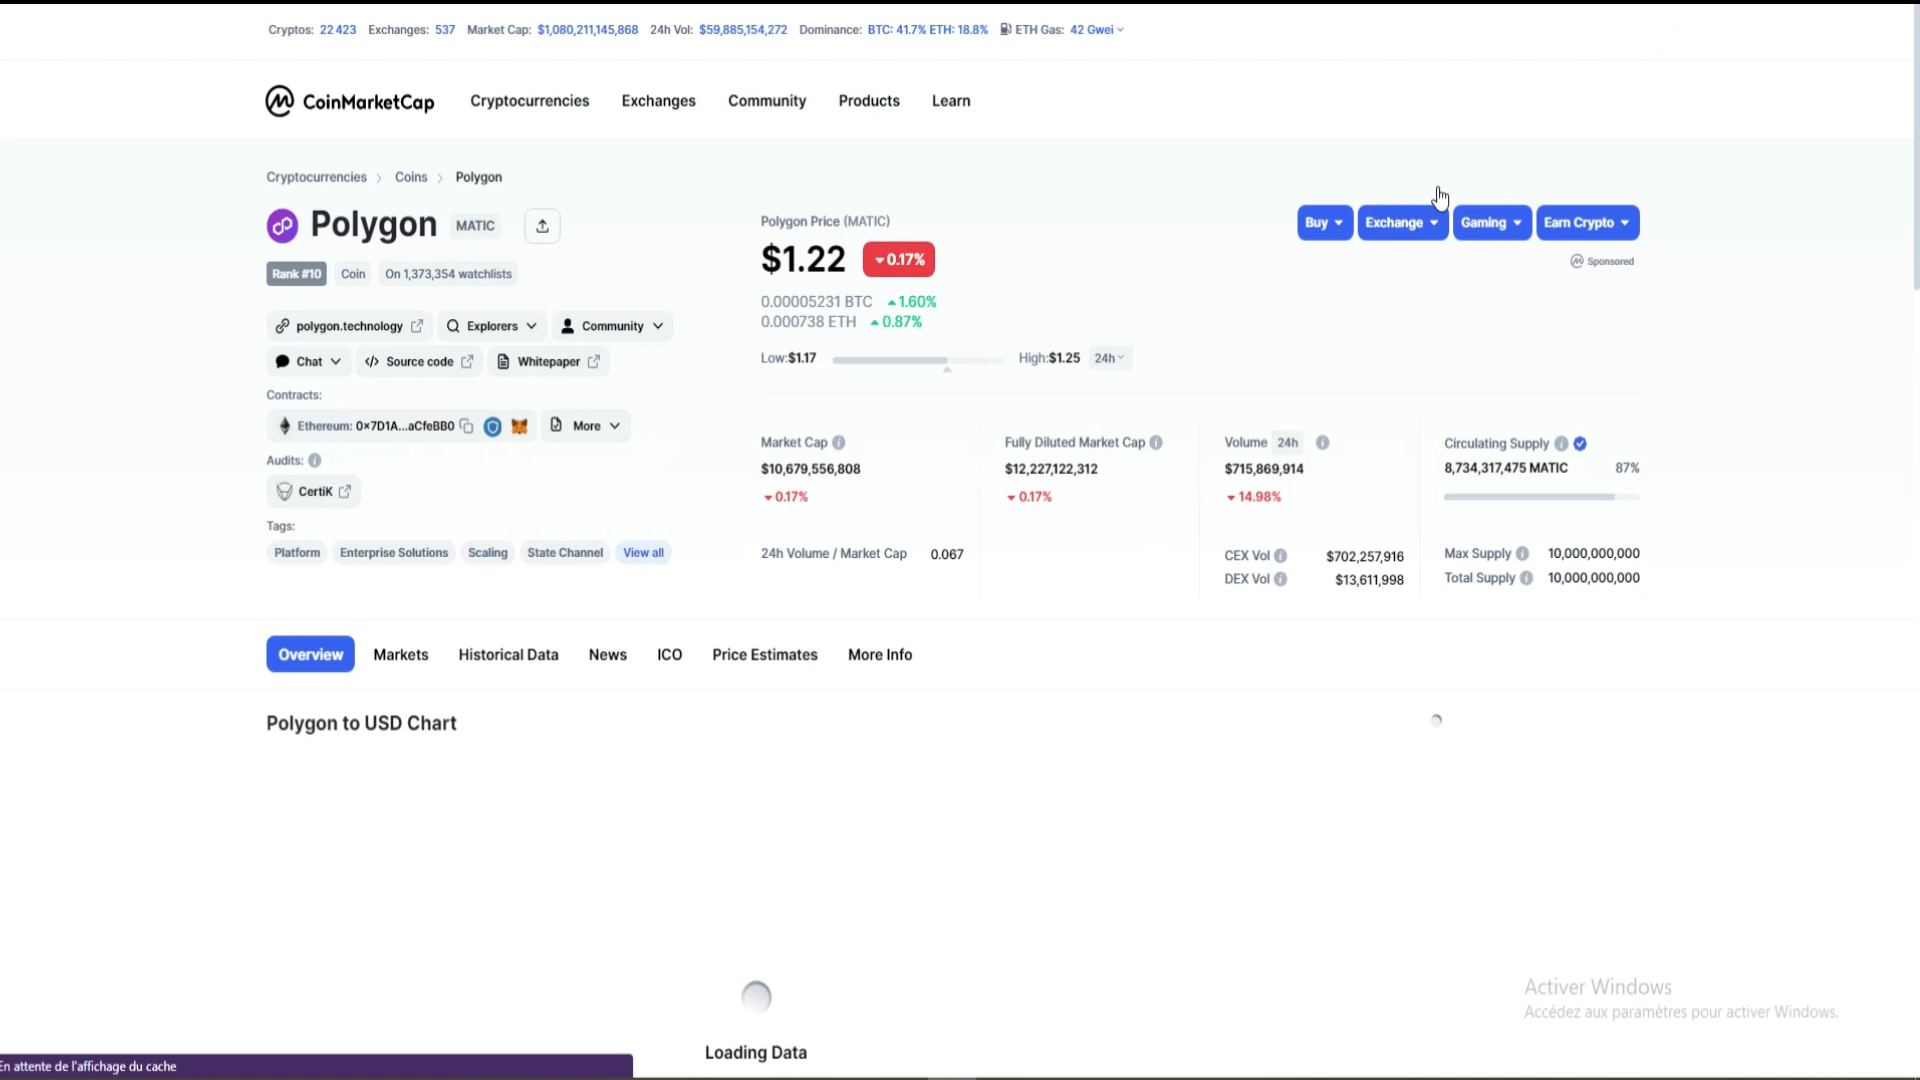 Cryptos: 22 423 Exchanges: 537 Market Cap: $1,080,211,145,868 24h Vol: $59,885,154,272 Dominance: BTC: 41.7% ETH: 18.8% ETH Gas: 42 Gwei
CoinMarketCap Cryptocurrencies Exchanges Community Products Learn
Cryptocurrencies Coins Polygon
Polygon MATIC
Rank #10 Coin On 1,373,354 watchlists
polygon.technology Explorers Community
Chat Source code Whitepaper
Contracts:
Ethereum: 0x7D1A...aCfeBB0 More
Audits:
CertiK
Tags:
Platform Enterprise Solutions Scaling State Channel View all
Polygon Price (MATIC)
$1.22 0.17%
0.00005231 BTC 1.60%
0.000738 ETH 0.87%
Low:$1.17 High:$1.25 24h
Buy Exchange Gaming Earn Crypto
Sponsored
Market Cap
$10,679,556,808
0.17%
24h Volume / Market Cap 0.067
Fully Diluted Market Cap
$12,227,122,312
0.17%
Volume 24h
$715,869,914
14.98%
CEX Vol $702,257,916
DEX Vol $13,611,998
Circulating Supply
8,734,317,475 MATIC 87%
Max Supply 10,000,000,000
Total Supply 10,000,000,000
Overview Markets Historical Data News ICO Price Estimates More Info
Polygon to USD Chart
Loading Data
Activer Windows
Accédez aux paramètres pour activer Windows.
En attente de l'affichage du cache